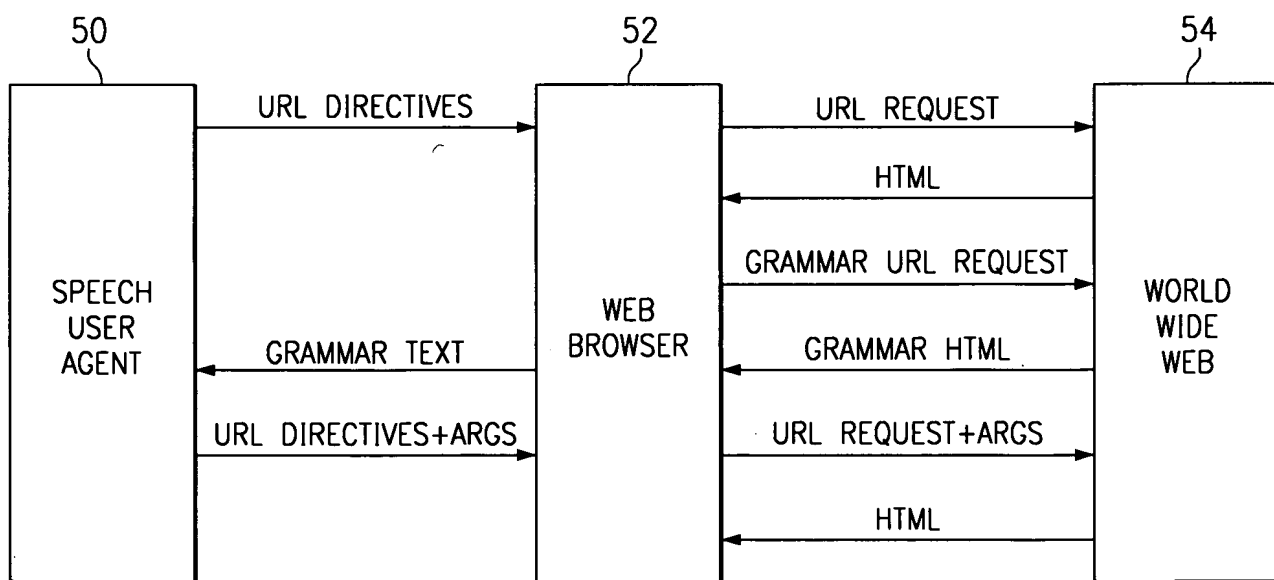 50
52
54
URL DIRECTIVES
URL REQUEST
HTML
GRAMMAR URL REQUEST
SPEECH
USER
AGENT
WEB
BROWSER
WORLD
WIDE
WEB
GRAMMAR TEXT
GRAMMAR HTML
URL DIRECTIVES+ARGS
URL REQUEST+ARGS
HTML